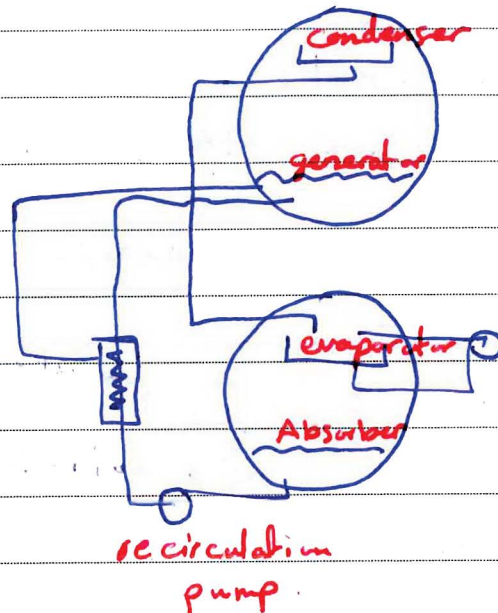 condenser
generator
evaporator
Absorber
recirculation
pump.